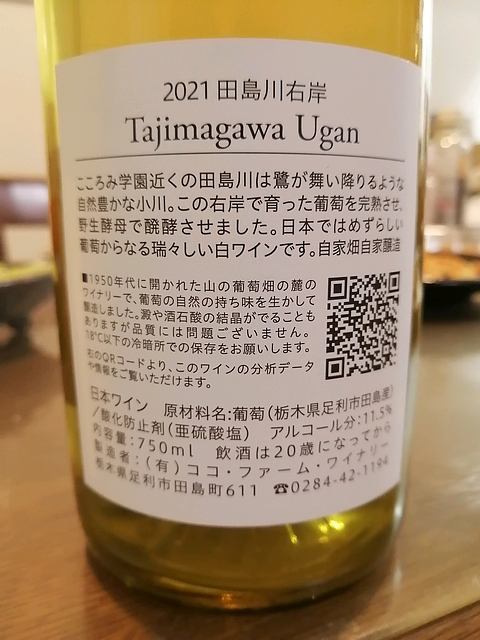 2021 田島川右岸
Tajimagawa Ugan
こころみ学園近くの田島川は鷺が舞い降りるような
自然豊かな小川。この右岸で育った葡萄を完熟させ、
野生酵母で醗酵させました。日本ではめずらしい
葡萄からなる瑞々しい白ワインです。自家畑自家醸造
■1950年代に開かれた山の葡萄畑の麓の
ワイナリーで、葡萄の自然の持ち味を生かして
醸造しました。澱や酒石酸の結晶がでることも
ありますが品質には問題ございません。
18℃以下の冷暗所での保存をお願いします。
右のQRコードより、このワインの分析データ
や情報をご覧いただけます。
日本ワイン 原材料名:葡萄(栃木県足利市田島産)
/酸化防止剤(亜硫酸塩) アルコール分:11.5%
内容量:750ml 飲酒は20歳になってから
製造者:(有)ココ・ファーム・ワイナリー
栃木県足利市田島町611 ☎0284-42-1194